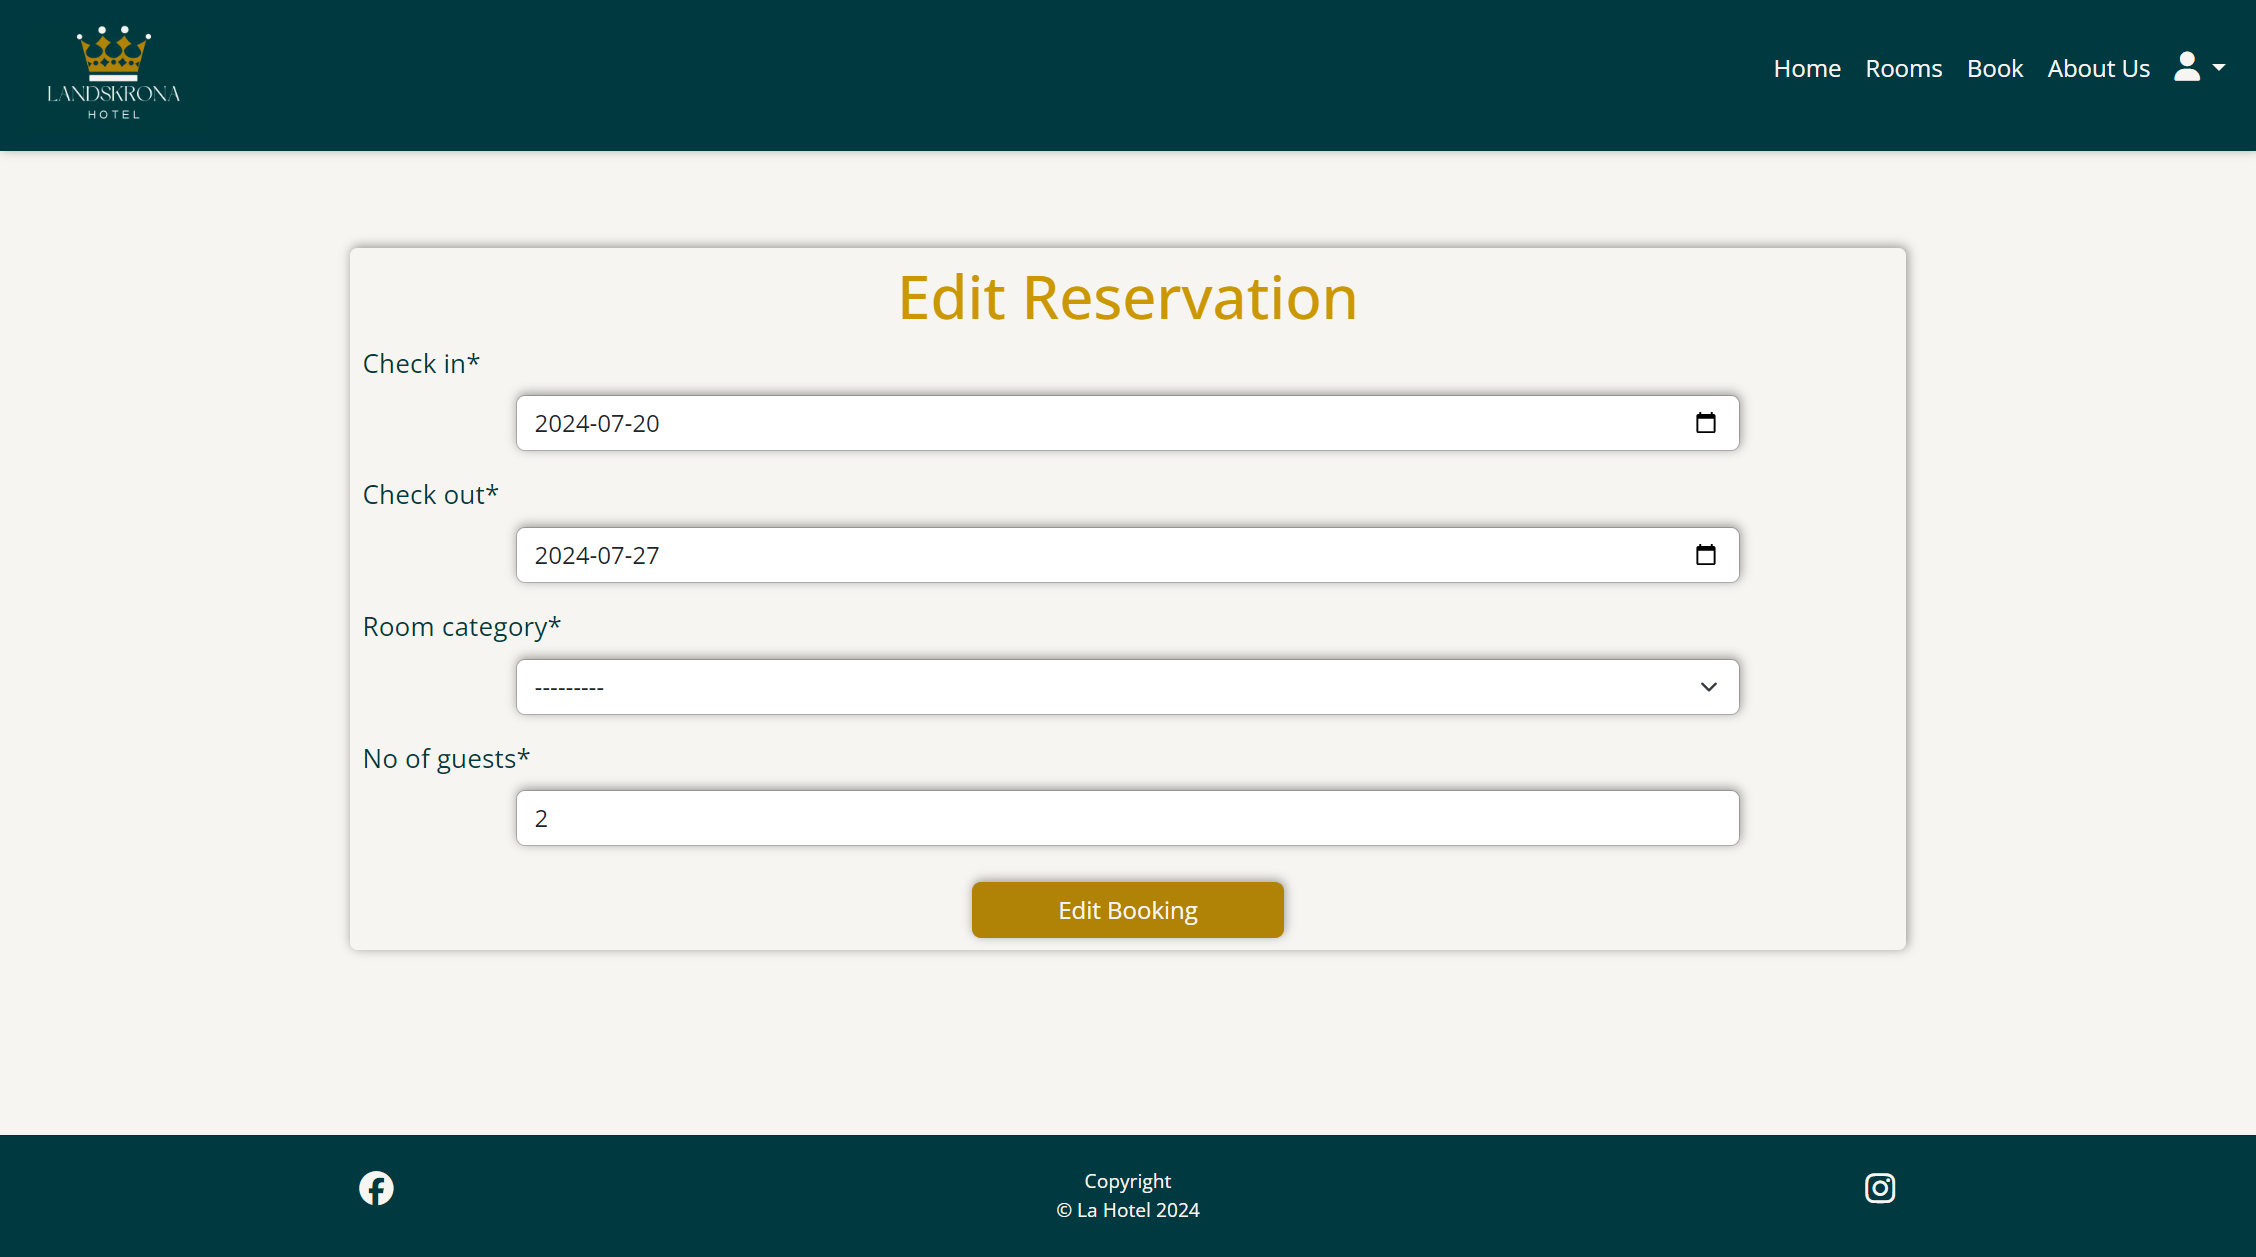 LANDSKRONA
HOTEL
Home Rooms Book About Us
Edit Reservation
Check in*
2024-07-20
Check out*
2024-07-27
Room category*
---------
No of guests*
2
Edit Booking
Copyright
© La Hotel 2024